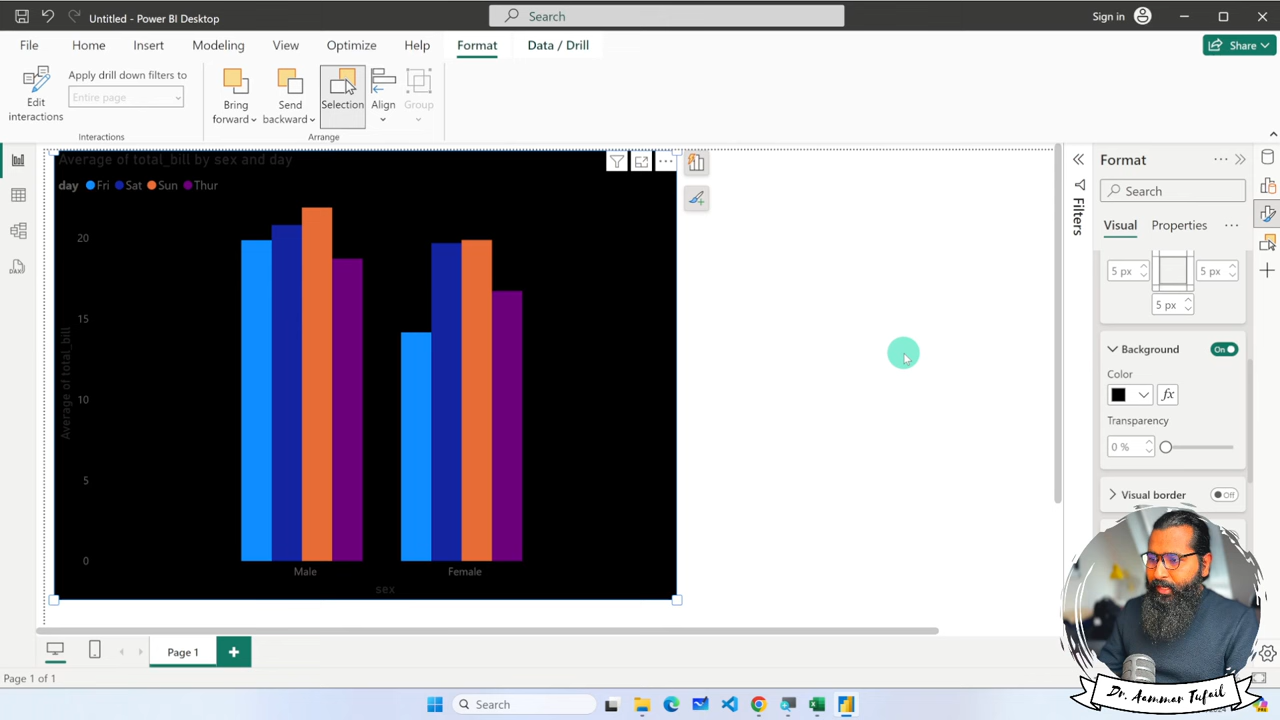 Untitled - Power BI Desktop
Search
Sign in
File Home Insert Modeling View Optimize Help Format Data / Drill
Share
Edit interactions
Apply drill down filters to
Entire page
Bring forward
Send backward
Selection
Align
Group
Interactions
Arrange
Average of total_bill by sex and day
day Fri Sat Sun Thur
20
15
10
5
0
Average of total_bill
Male Female
sex
Filters
Format
Search
Visual Properties
5 px
5 px
5 px
Background On
Color
fx
Transparency
0 %
Visual border Off
Page 1
Page 1 of 1
Search
Dr. Aammar Tufail